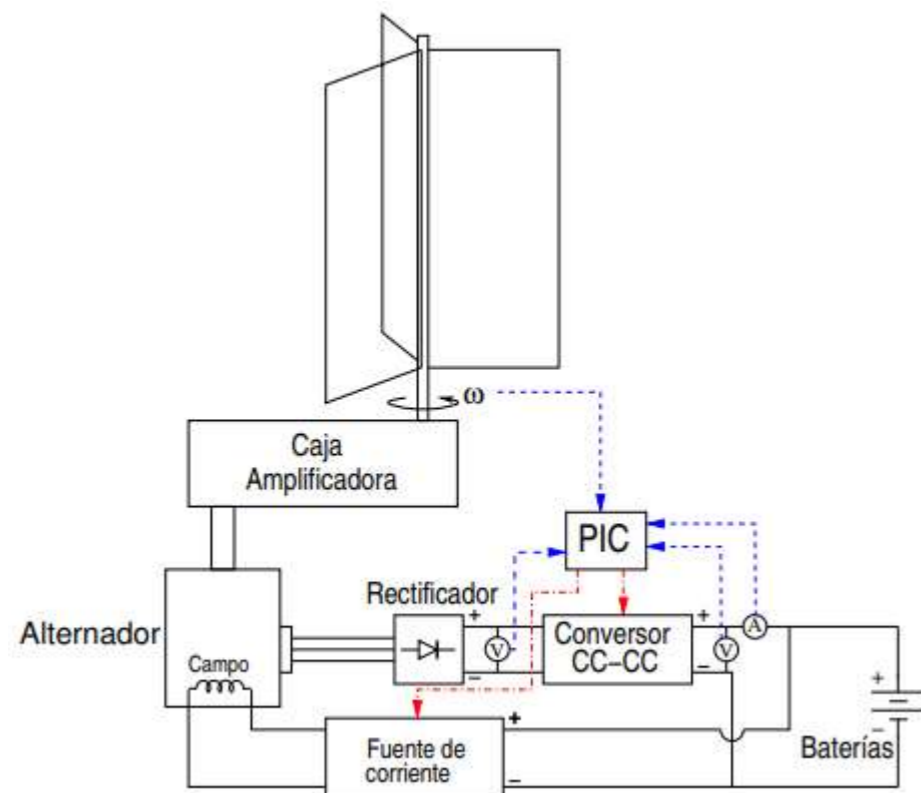 ω
Caja
Amplificadora
PIC
Rectificador
Alternador
Campo
+
−
V
Conversor
CC−CC
+
−
V
A
Fuente de
corriente
+
−
+
−
Baterías